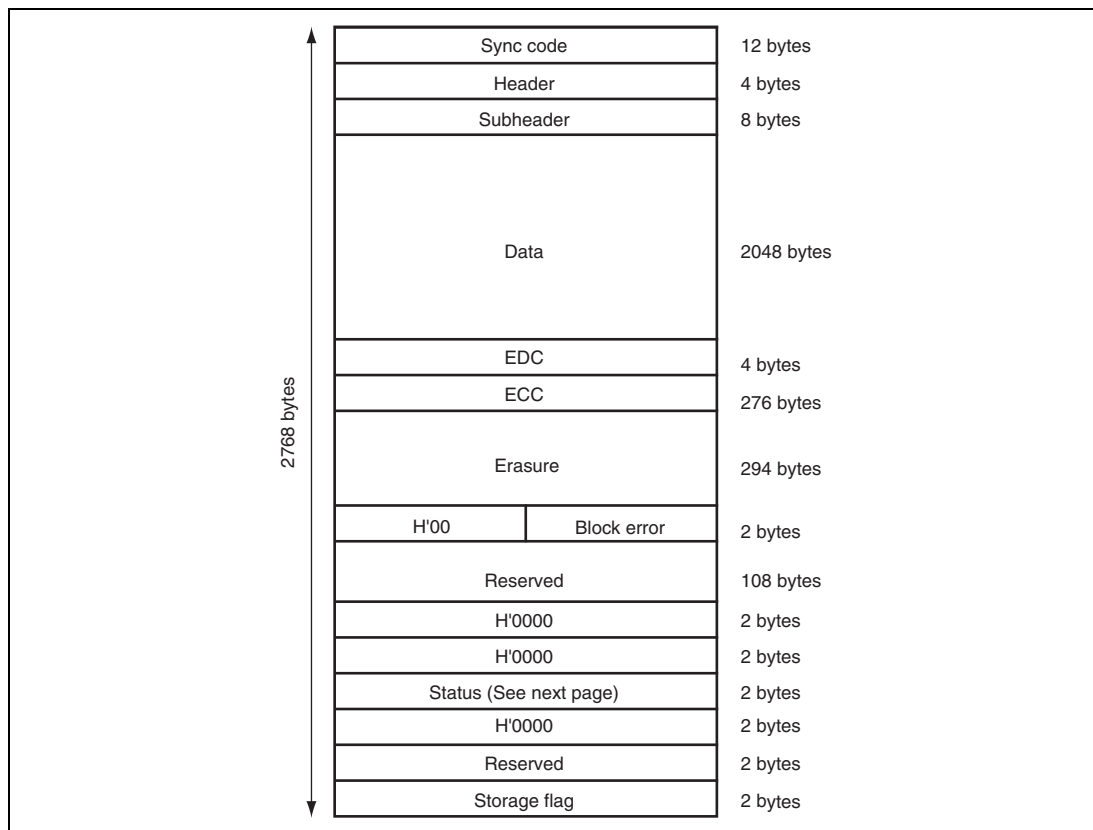 Sync code 12 bytes
Header 4 bytes
Subheader 8 bytes
Data 2048 bytes
EDC 4 bytes
ECC 276 bytes
2768 bytes
Erasure 294 bytes
H'00 Block error 2 bytes
Reserved 108 bytes
H'0000 2 bytes
H'0000 2 bytes
Status (See next page) 2 bytes
H'0000 2 bytes
Reserved 2 bytes
Storage flag 2 bytes